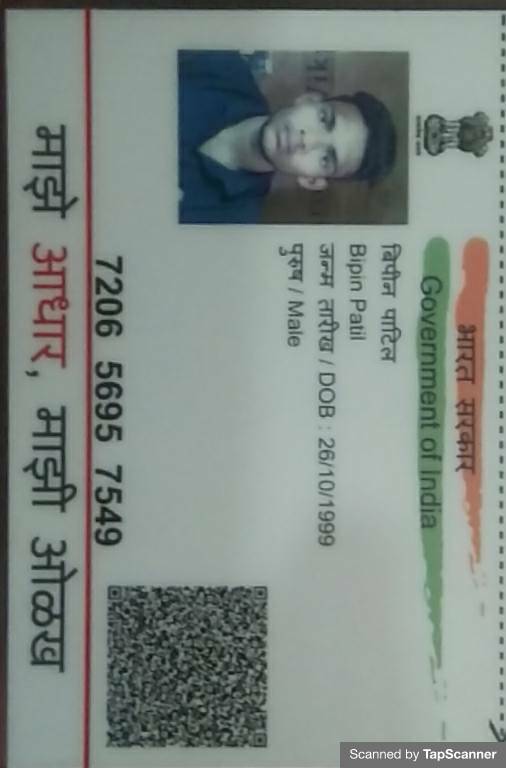 भारत सरकार
Government of India
बिपीन पाटिल
Bipin Patil
जन्म तारीख / DOB : 26/10/1999
पुरुष / Male
7206 5695 7549
माझे आधार, माझी ओळख
Scanned by TapScanner